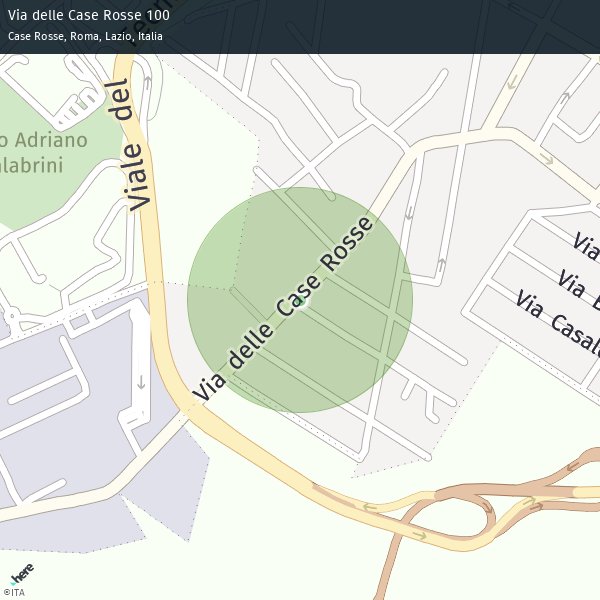 Via delle Case Rosse 100
Case Rosse, Roma, Lazio, Italia
Viale del
o Adriano
alabrini
Via delle Case Rosse
Via
Via
Via Casal
here
©ITA